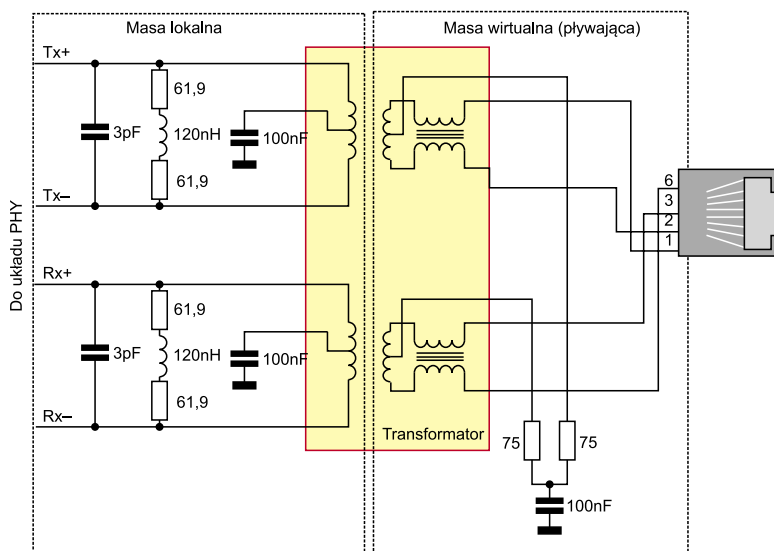 Masa lokalna
Masa wirtualna (pływająca)
Tx+
61,9
3pF
120nH
100nF
61,9
Tx–
6
3
2
1
Do układu PHY
Rx+
61,9
3pF
120nH
100nF
61,9
Rx–
Transformator
75
75
100nF